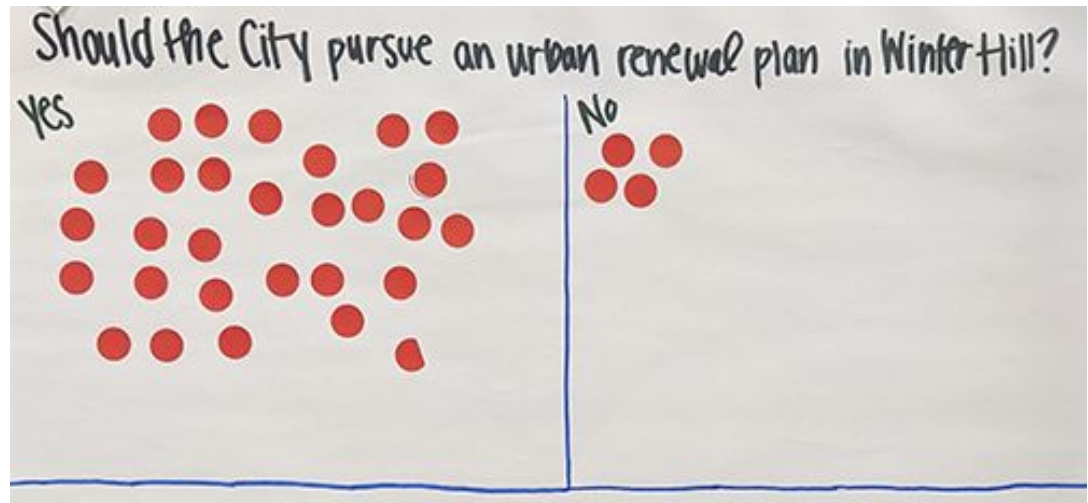 Should the City pursue an urban renewal plan in Winter Hill?
Yes
No